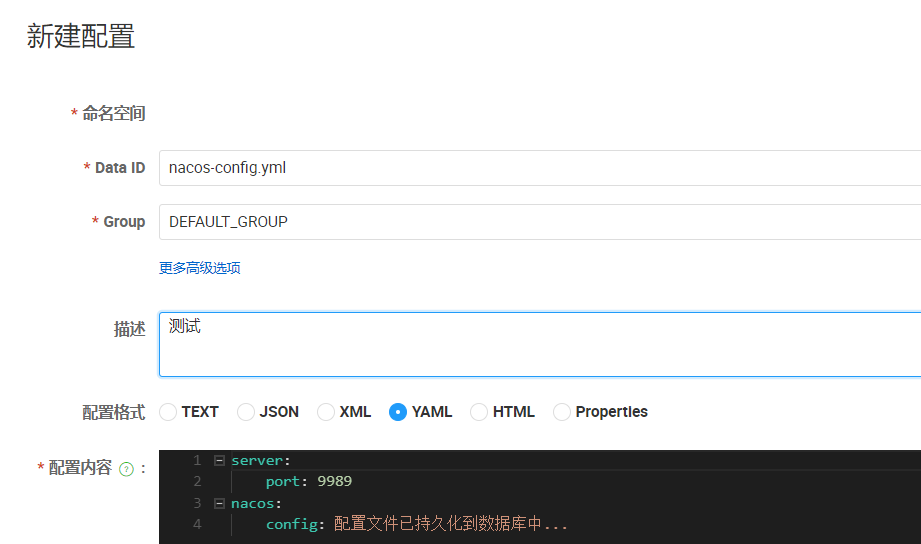 新建配置
* 命名空间
* Data ID nacos-config.yml
* Group DEFAULT_GROUP
更多高级选项
描述 测试
配置格式 TEXT JSON XML YAML HTML Properties
* 配置内容 ? :
1 server:
2 port: 9989
3 nacos:
4 config: 配置文件已持久化到数据库中...